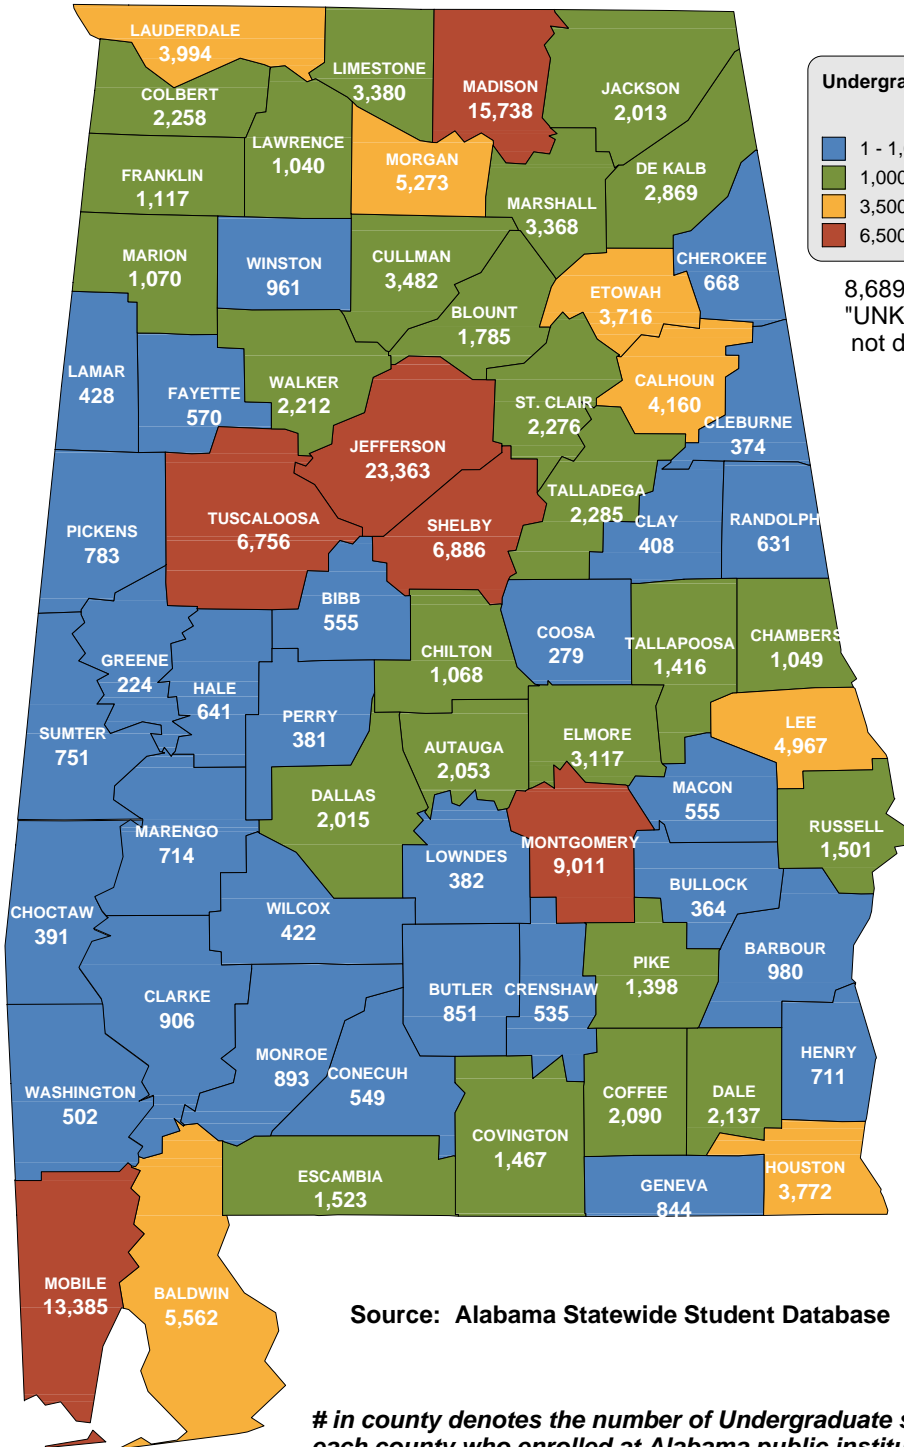 LAUDERDALE
3,994
LIMESTONE
3,380
MADISON
15,738
JACKSON
2,013
COLBERT
2,258
LAWRENCE
1,040
MORGAN
5,273
FRANKLIN
1,117
MARSHALL
3,368
DE KALB
2,869
Undergra
1 - 1,
1,000
3,500
6,500
8,689
"UNK
not d
MARION
1,070
WINSTON
961
CULLMAN
3,482
BLOUNT
1,785
ETOWAH
3,716
CHEROKEE
668
LAMAR
428
FAYETTE
570
WALKER
2,212
ST. CLAIR
2,276
CALHOUN
4,160
CLEBURNE
374
JEFFERSON
23,363
TALLADEGA
2,285
PICKENS
783
TUSCALOOSA
6,756
SHELBY
6,886
CLAY
408
RANDOLPH
631
BIBB
555
GREENE
224
HALE
641
CHILTON
1,068
COOSA
279
TALLAPOOSA
1,416
CHAMBERS
1,049
SUMTER
751
PERRY
381
AUTAUGA
2,053
ELMORE
3,117
LEE
4,967
MACON
555
DALLAS
2,015
MARENGO
714
LOWNDES
382
MONTGOMERY
9,011
RUSSELL
1,501
BULLOCK
364
CHOCTAW
391
WILCOX
422
BARBOUR
980
CLARKE
906
BUTLER
851
CRENSHAW
535
PIKE
1,398
WASHINGTON
502
MONROE
893
CONECUH
549
HENRY
711
COFFEE
2,090
DALE
2,137
COVINGTON
1,467
ESCAMBIA
1,523
GENEVA
844
HOUSTON
3,772
MOBILE
13,385
BALDWIN
5,562
Source: Alabama Statewide Student Database
# in county denotes the number of Undergraduate s
each county who enrolled at Alabama public institu